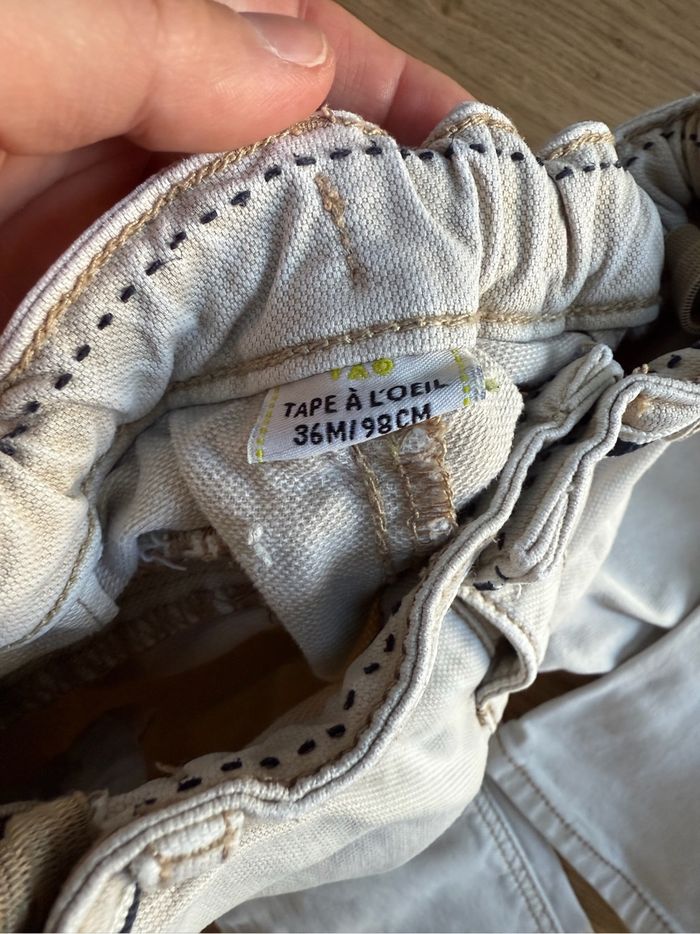 TAO
TAPE À L'OEIL
36M/98CM